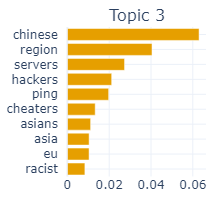 Topic 3
chinese
region
servers
hackers
ping
cheaters
asians
asia
eu
racist
0 0.02 0.04 0.06